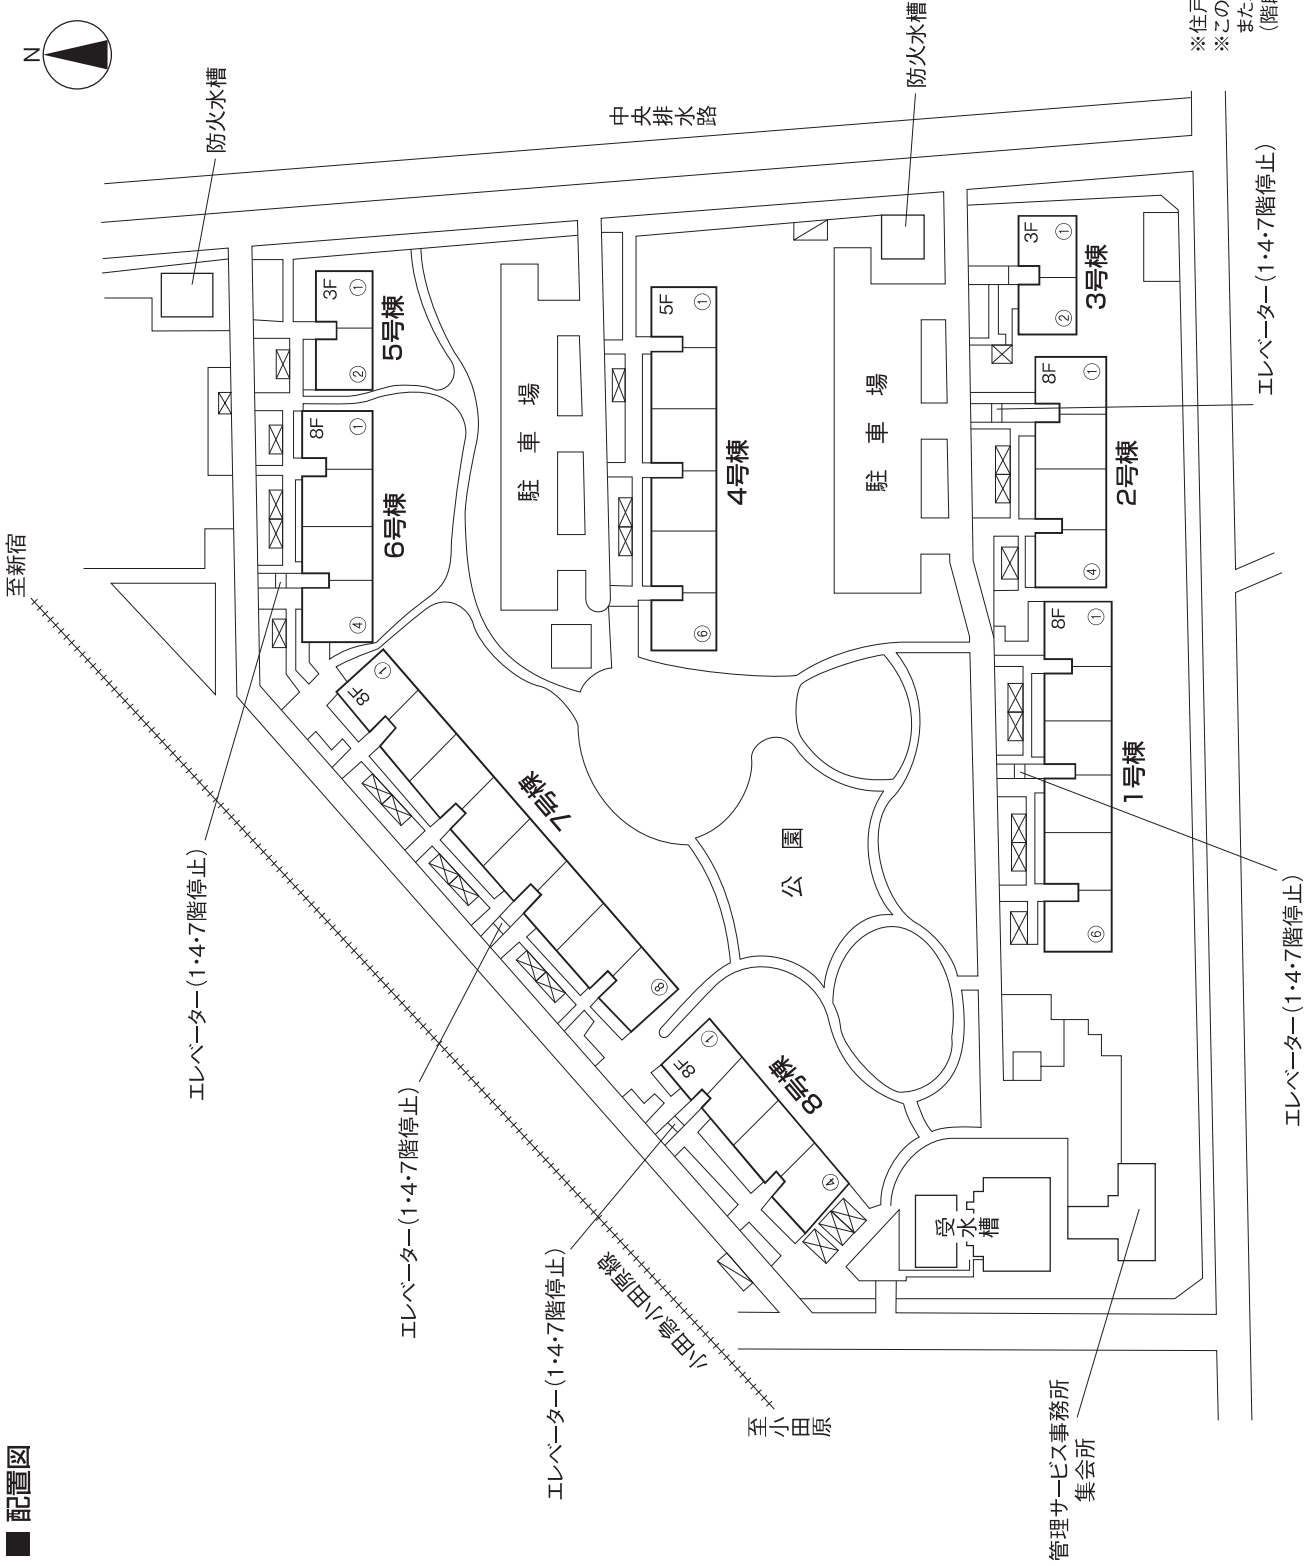 ■ 配置図
N
至新宿
小田急小田原線
至小田原
防火水槽
防火水槽
中央排水路
エレベーター(1・4・7階停止)
エレベーター(1・4・7階停止)
エレベーター(1・4・7階停止)
エレベーター(1・4・7階停止)
エレベーター(1・4・7階停止)
3F
①
②
5号棟
8F
①
④
6号棟
8F
①
⑧
7号棟
8F
①
④
8号棟
駐車場
5F
①
⑥
4号棟
駐車場
公園
3F
①
②
3号棟
8F
①
④
2号棟
8F
①
⑥
1号棟
受水槽
管理サービス事務所
集会所
※住戸
※この
また
(階段